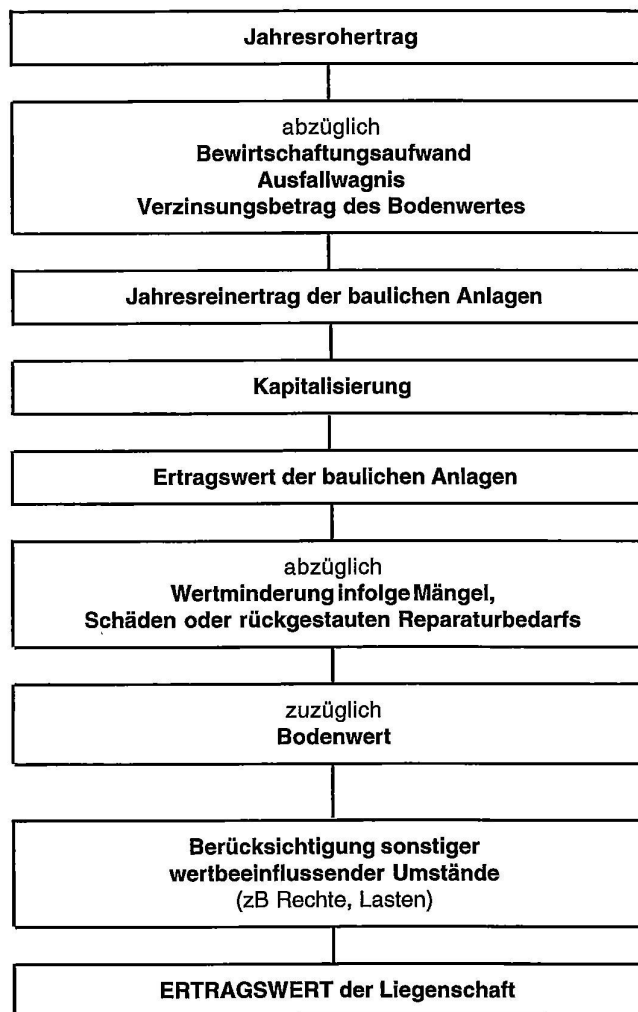 Jahresrohertrag
abzüglich
Bewirtschaftungsaufwand
Ausfallwagnis
Verzinsungsbetrag des Bodenwertes
Jahresreinertrag der baulichen Anlagen
Kapitalisierung
Ertragswert der baulichen Anlagen
abzüglich
Wertminderung infolge Mängel,
Schäden oder rückgestauten Reparaturbedarfs
zuzüglich
Bodenwert
Berücksichtigung sonstiger
wertbeeinflussender Umstände
(zB Rechte, Lasten)
ERTRAGSWERT der Liegenschaft